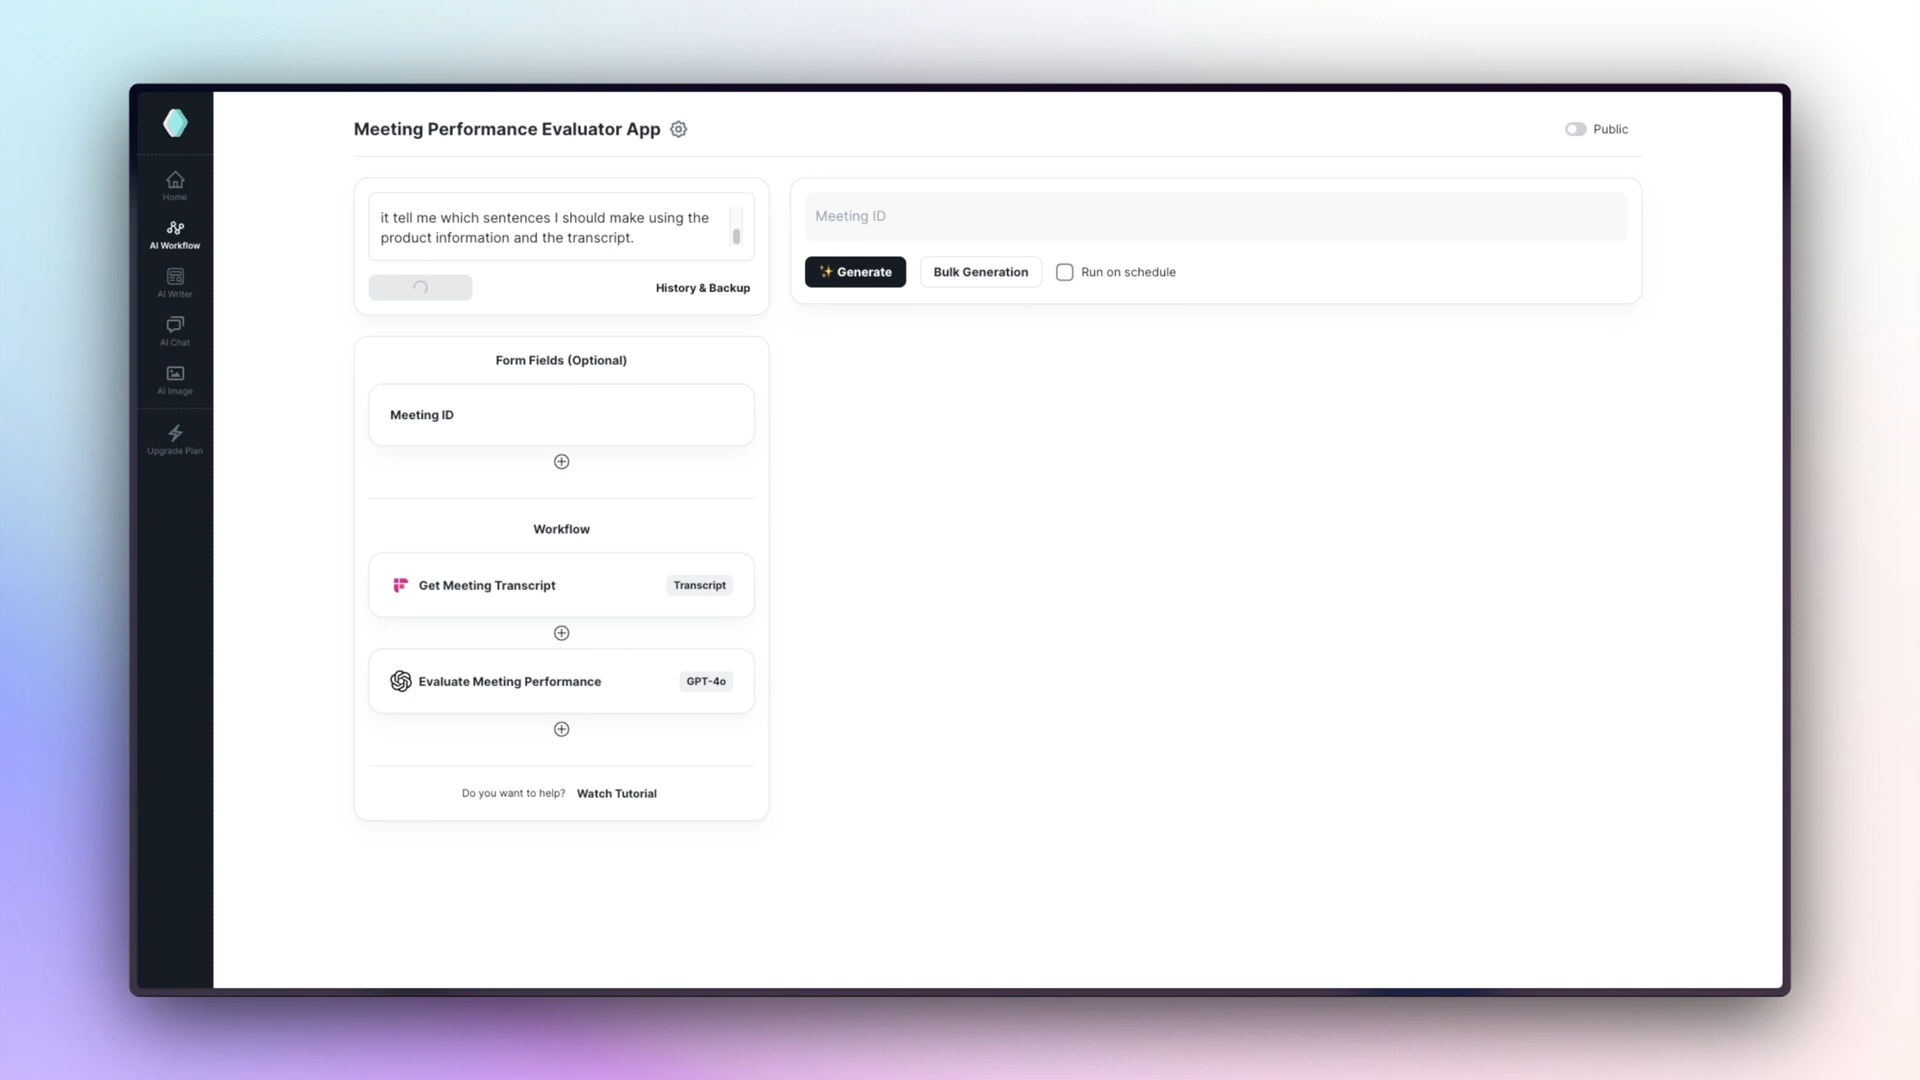 Meeting Performance Evaluator App
Public
Home
AI Workflow
AI Writer
AI Chat
AI Image
Upgrade Plan
it tell me which sentences I should make using the
product information and the transcript.
History & Backup
Form Fields (Optional)
Meeting ID
Workflow
Get Meeting Transcript
Transcript
Evaluate Meeting Performance
GPT-4o
Do you want to help? Watch Tutorial
Meeting ID
✨ Generate
Bulk Generation
Run on schedule